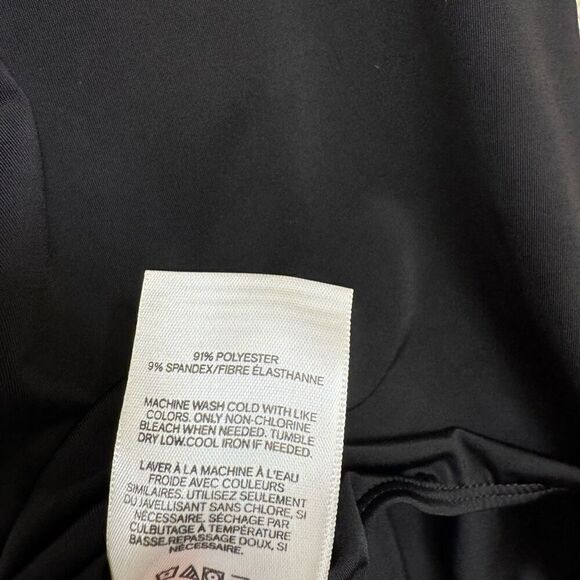 91% POLYESTER
9% SPANDEX/FIBRE ÉLASTHANNE
MACHINE WASH COLD WITH LIKE
COLORS. ONLY NON-CHLORINE
BLEACH WHEN NEEDED. TUMBLE
DRY LOW.COOL IRON IF NEEDED.
LAVER À LA MACHINE À L'EAU
FROIDE AVEC COULEURS
SIMILAIRES. UTILISEZ SEULEMENT
DU JAVELLISANT SANS CHLORE, SI
NÉCESSAIRE. SÉCHAGE PAR
CULBUTAGE À TEMPÉRATURE
BASSE.REPASSAGE DOUX, SI
NÉCESSAIRE